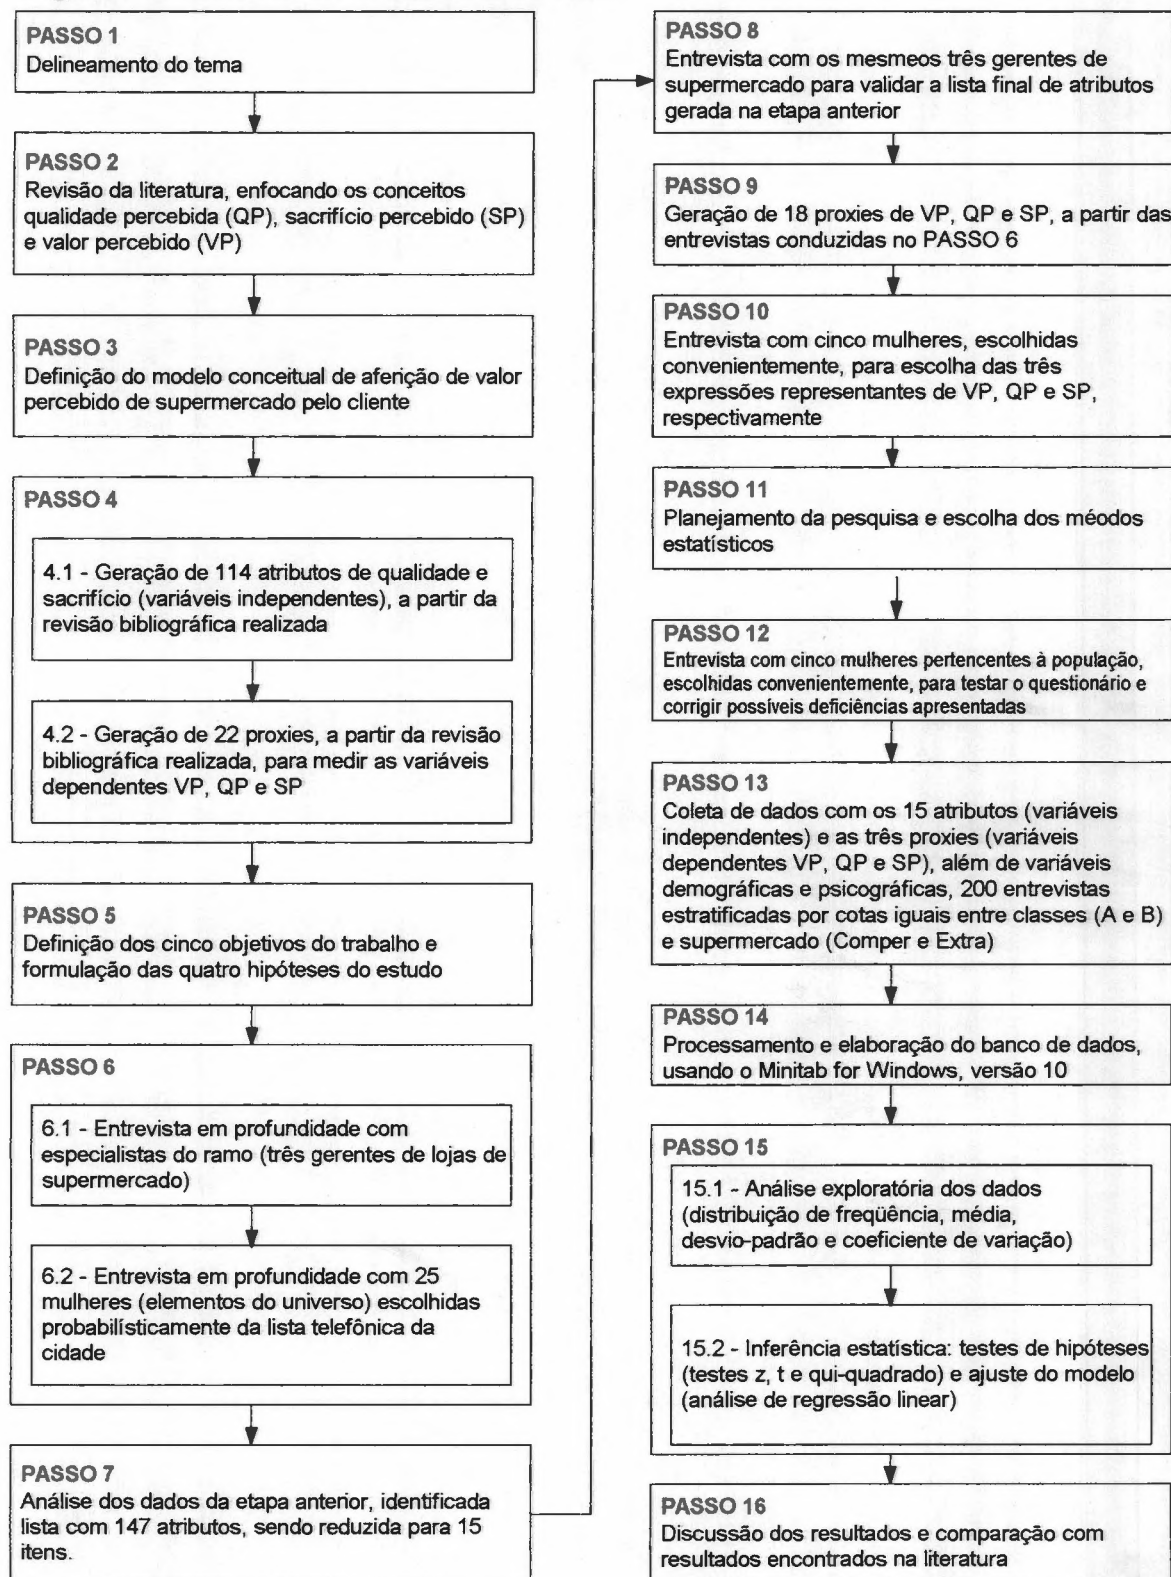 PASSO 1
Delineamento do tema
PASSO 2
Revisão da literatura, enfocando os conceitos
qualidade percebida (QP), sacrifício percebido (SP)
e valor percebido (VP)
PASSO 3
Definição do modelo conceitual de aferição de valor
percebido de supermercado pelo cliente
PASSO 4
4.1 - Geração de 114 atributos de qualidade e
sacrifício (variáveis independentes), a partir da
revisão bibliográfica realizada
4.2 - Geração de 22 proxies, a partir da revisão
bibliográfica realizada, para medir as variáveis
dependentes VP, QP e SP
PASSO 5
Definição dos cinco objetivos do trabalho e
formulação das quatro hipóteses do estudo
PASSO 6
6.1 - Entrevista em profundidade com
especialistas do ramo (três gerentes de lojas de
supermercado)
6.2 - Entrevista em profundidade com 25
mulheres (elementos do universo) escolhidas
probabilísticamente da lista telefônica da
cidade
PASSO 7
Análise dos dados da etapa anterior, identificada
lista com 147 atributos, sendo reduzida para 15
itens.
PASSO 8
Entrevista com os mesmeos três gerentes de
supermercado para validar a lista final de atributos
gerada na etapa anterior
PASSO 9
Geração de 18 proxies de VP, QP e SP, a partir das
entrevistas conduzidas no PASSO 6
PASSO 10
Entrevista com cinco mulheres, escolhidas
convenientemente, para escolha das três
expressões representantes de VP, QP e SP,
respectivamente
PASSO 11
Planejamento da pesquisa e escolha dos méodos
estatísticos
PASSO 12
Entrevista com cinco mulheres pertencentes à população,
escolhidas convenientemente, para testar o questionário e
corrigir possíveis deficiências apresentadas
PASSO 13
Coleta de dados com os 15 atributos (variáveis
independentes) e as três proxies (variáveis
dependentes VP, QP e SP), além de variáveis
demográficas e psicográficas, 200 entrevistas
estratificadas por cotas iguais entre classes (A e B)
e supermercado (Comper e Extra)
PASSO 14
Processamento e elaboração do banco de dados,
usando o Minitab for Windows, versão 10
PASSO 15
15.1 - Análise exploratória dos dados
(distribuição de freqüência, média,
desvio-padrão e coeficiente de variação)
15.2 - Inferência estatística: testes de hipóteses
(testes z, t e qui-quadrado) e ajuste do modelo
(análise de regressão linear)
PASSO 16
Discussão dos resultados e comparação com
resultados encontrados na literatura